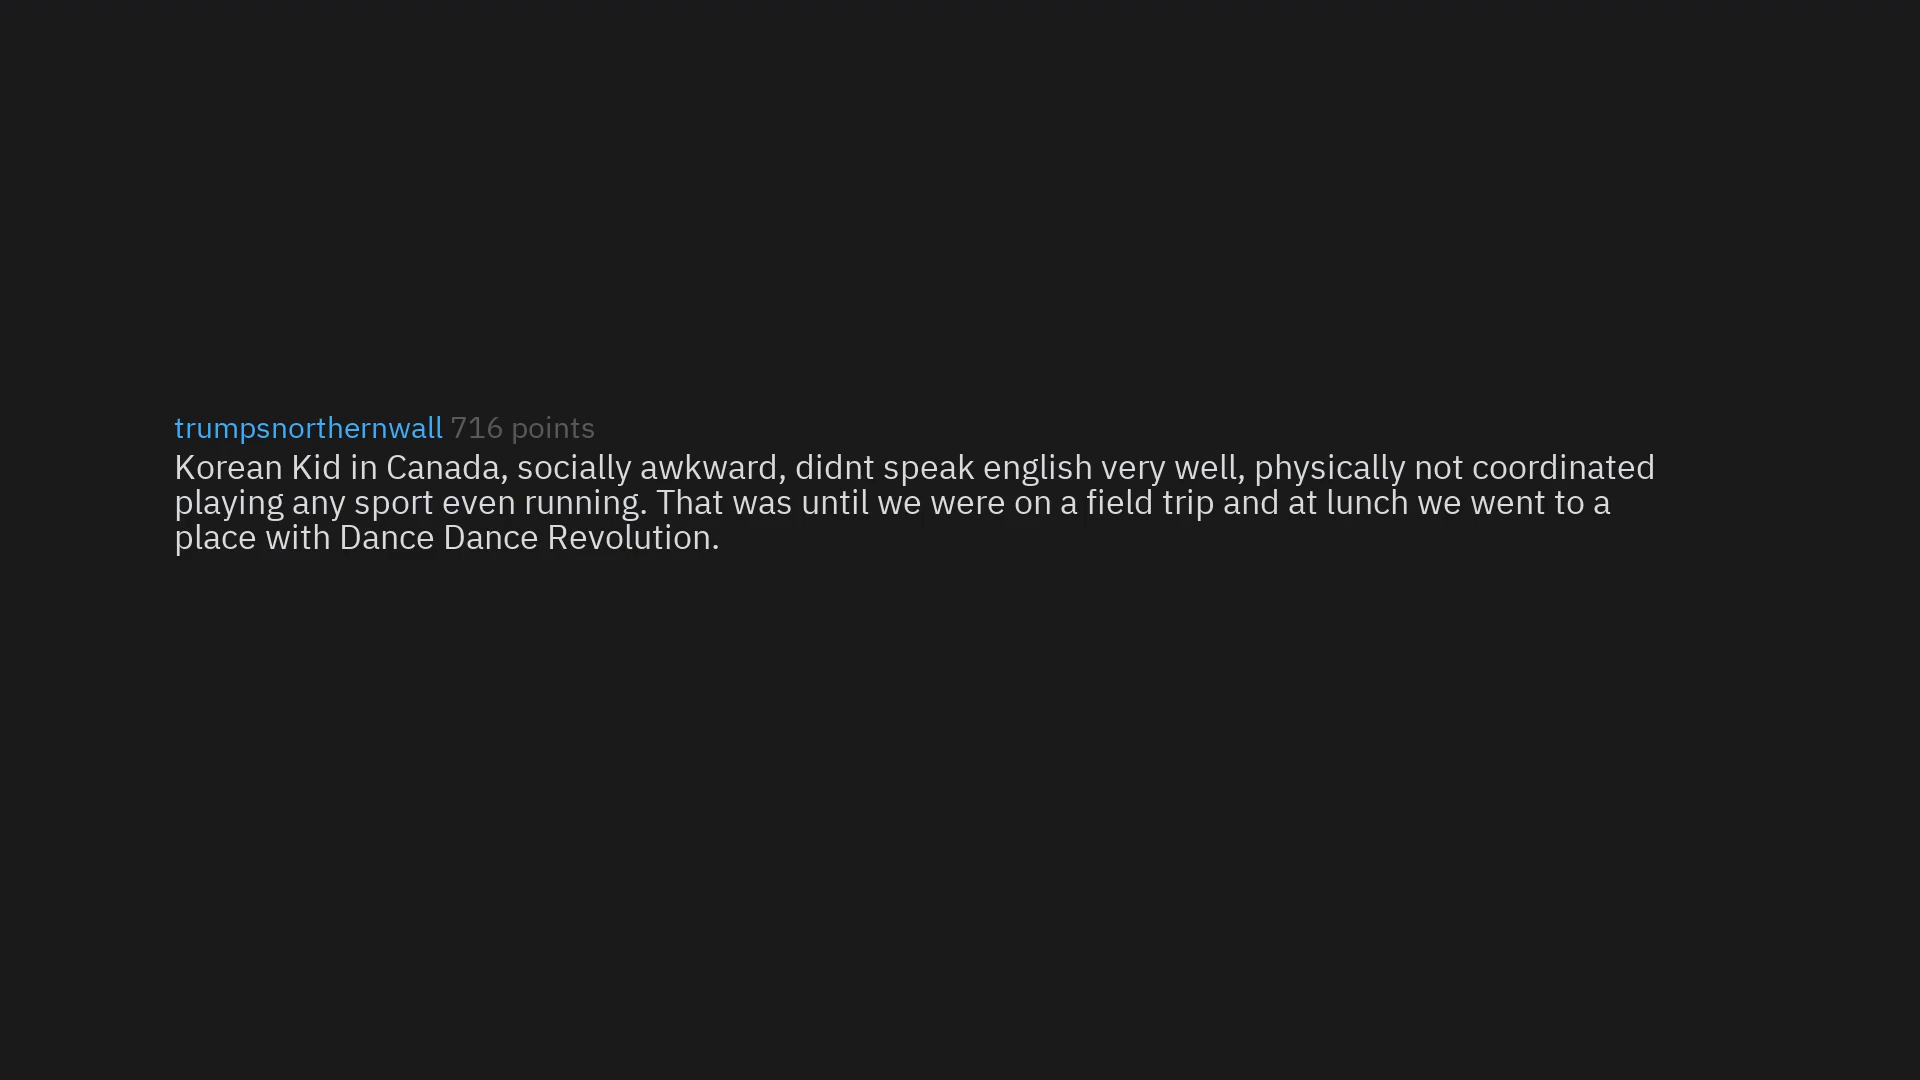 trumpsnorthernwall 716 points
Korean Kid in Canada, socially awkward, didnt speak english very well, physically not coordinated
playing any sport even running. That was until we were on a field trip and at lunch we went to a
place with Dance Dance Revolution.